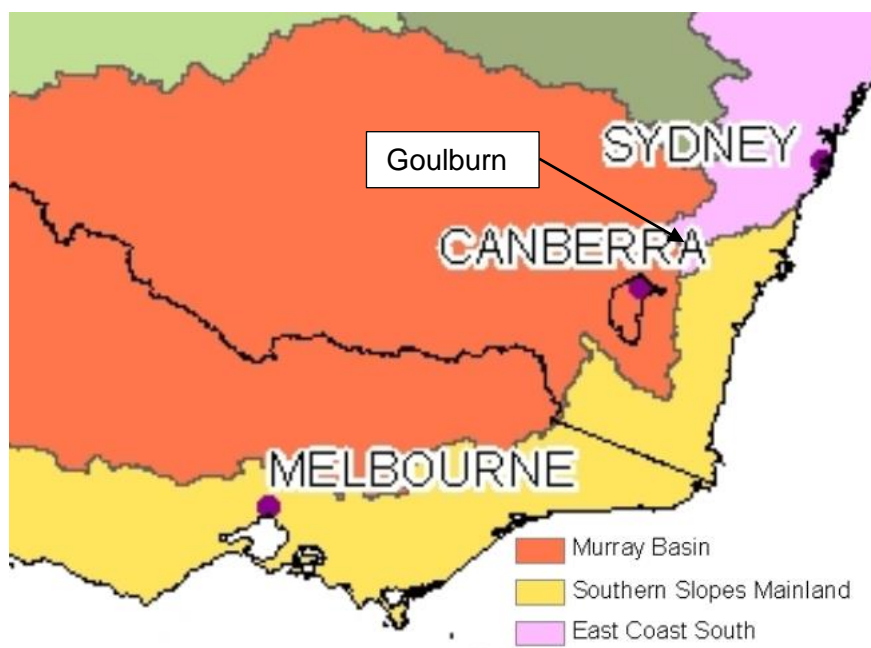 SYDNEY
Goulburn
CANBERRA
MELBOURNE
Murray Basin
Southern Slopes Mainland
East Coast South